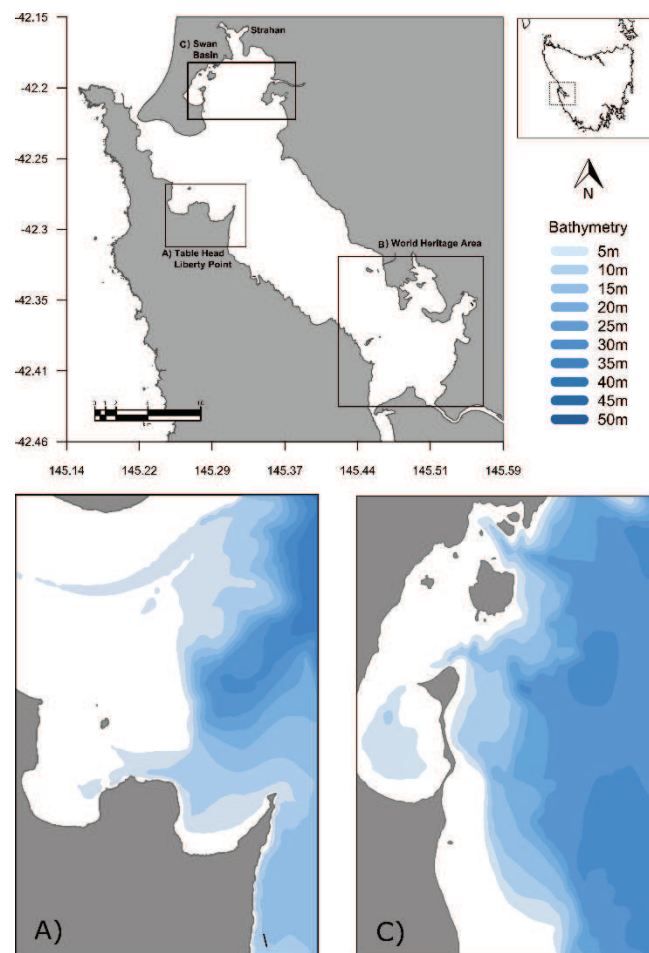 -42.15
-42.2
-42.25
-42.3
-42.35
-42.41
-42.46
145.14 145.22 145.29 145.37 145.44 145.51 145.59
Strahan
C) Swan
Basin
A) Table Head
Liberty Point
B) World Heritage Area
N
Bathymetry
5m
10m
15m
20m
25m
30m
35m
40m
45m
50m
A)
C)